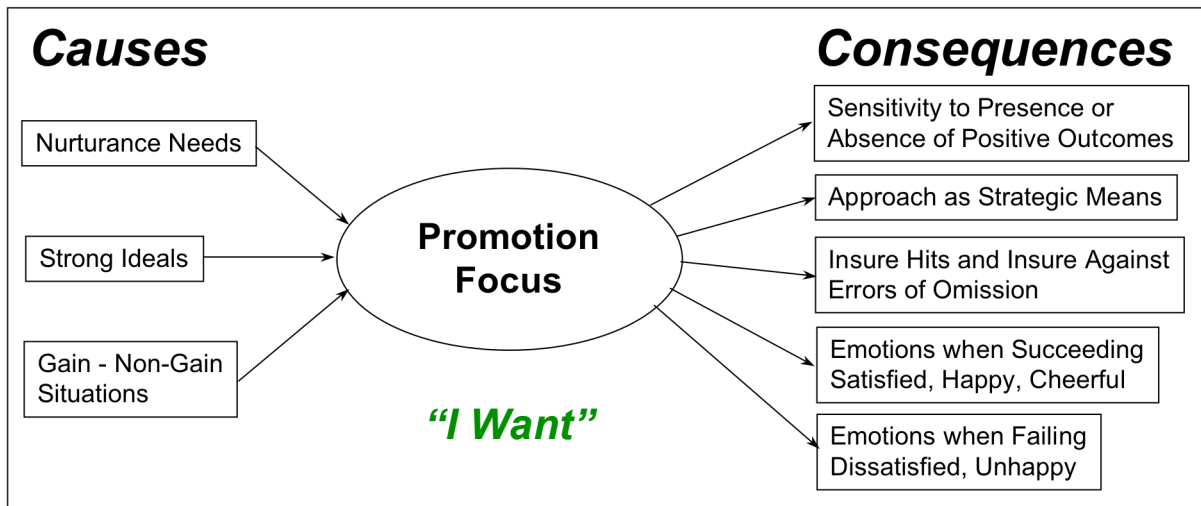 Causes
Consequences
Nurturance Needs
Strong Ideals
Gain - Non-Gain
Situations
Promotion
Focus
“I Want”
Sensitivity to Presence or
Absence of Positive Outcomes
Approach as Strategic Means
Insure Hits and Insure Against
Errors of Omission
Emotions when Succeeding
Satisfied, Happy, Cheerful
Emotions when Failing
Dissatisfied, Unhappy